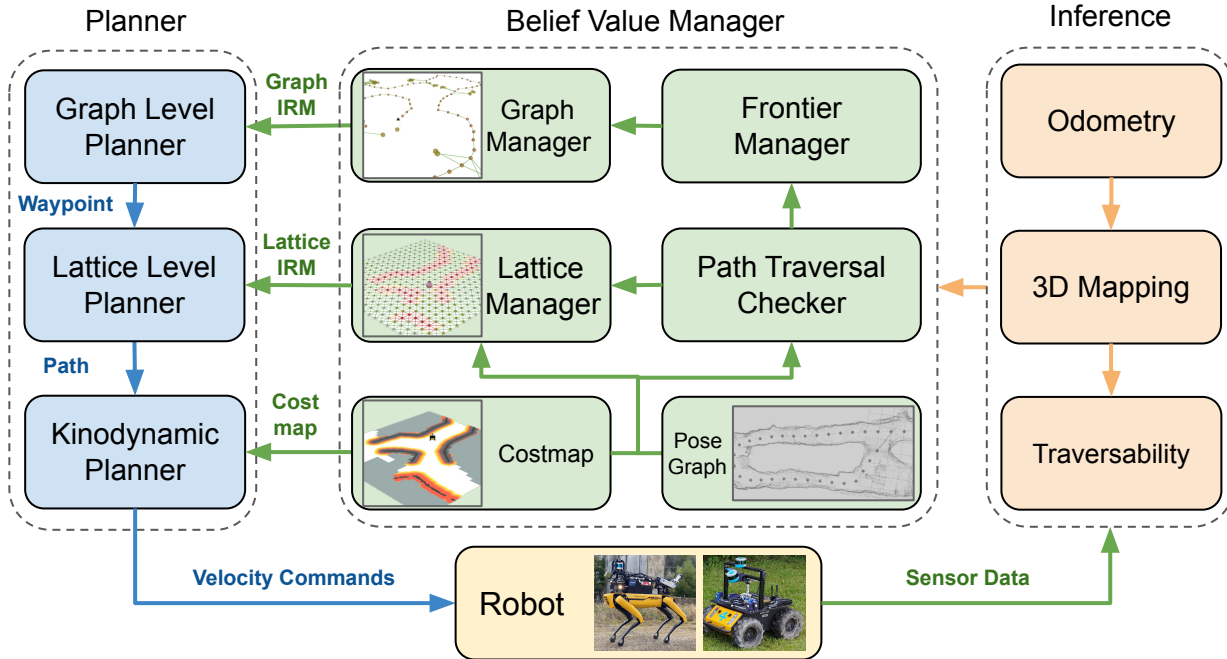 Planner
Belief Value Manager
Inference
Graph Level
Planner
Graph
IRM
Graph
Manager
Frontier
Manager
Odometry
Waypoint
Lattice Level
Planner
Lattice
IRM
Lattice
Manager
Path Traversal
Checker
3D Mapping
Path
Kinodynamic
Planner
Cost
map
Costmap
Pose
Graph
Traversability
Velocity Commands
Robot
Sensor Data